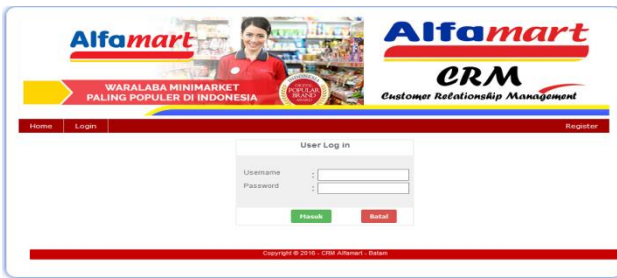 Alfamart
Alfamart
CRM
Customer Relationship Management
WARALABA MINIMARKET
PALING POPULER DI INDONESIA
INDONESIA
POPULAR
BRAND
Home Login Register
User Log in
Username :
Password :
Masuk Batal
Copyright © 2016 - CRM Alfamart - Batam